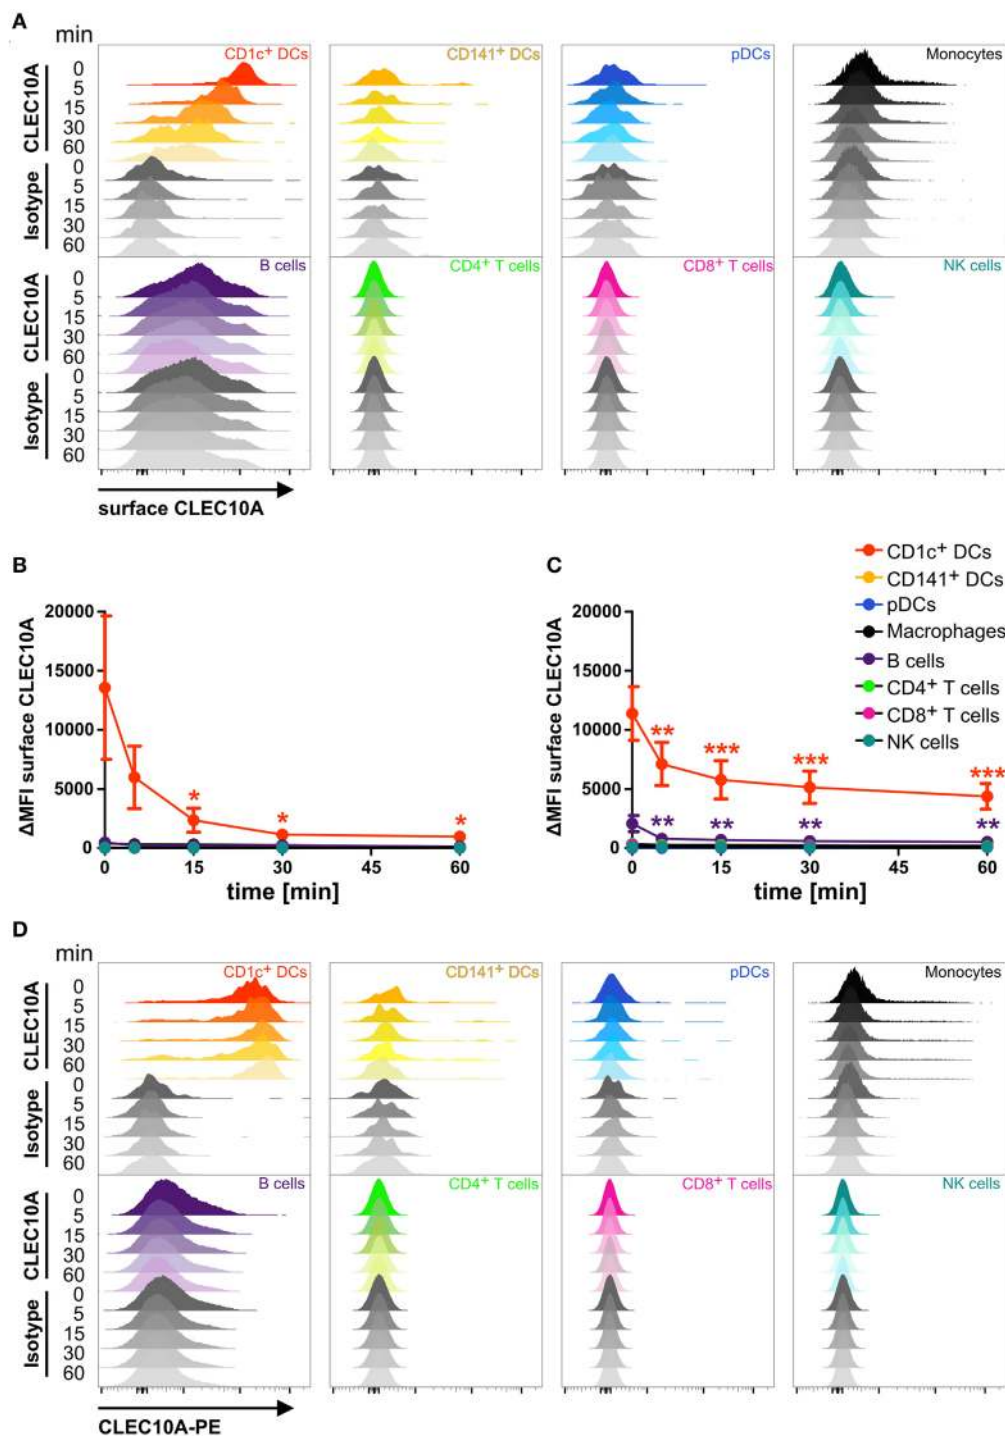 A
min
CD1c+ DCs
CD141+ DCs
pDCs
Monocytes
CLEC10A
0
5
15
30
60
Isotype
0
5
15
30
60
B cells
CD4+ T cells
CD8+ T cells
NK cells
CLEC10A
0
5
15
30
60
Isotype
0
5
15
30
60
surface CLEC10A
B
ΔMFI surface CLEC10A
20000
15000
10000
5000
0
* * *
0 15 30 45 60
time [min]
C
ΔMFI surface CLEC10A
20000
15000
10000
5000
0
** *** *** ***
** ** ** **
0 15 30 45 60
time [min]
CD1c+ DCs
CD141+ DCs
pDCs
Macrophages
B cells
CD4+ T cells
CD8+ T cells
NK cells
D
min
CD1c+ DCs
CD141+ DCs
pDCs
Monocytes
CLEC10A
0
5
15
30
60
Isotype
0
5
15
30
60
B cells
CD4+ T cells
CD8+ T cells
NK cells
CLEC10A
0
5
15
30
60
Isotype
0
5
15
30
60
CLEC10A-PE